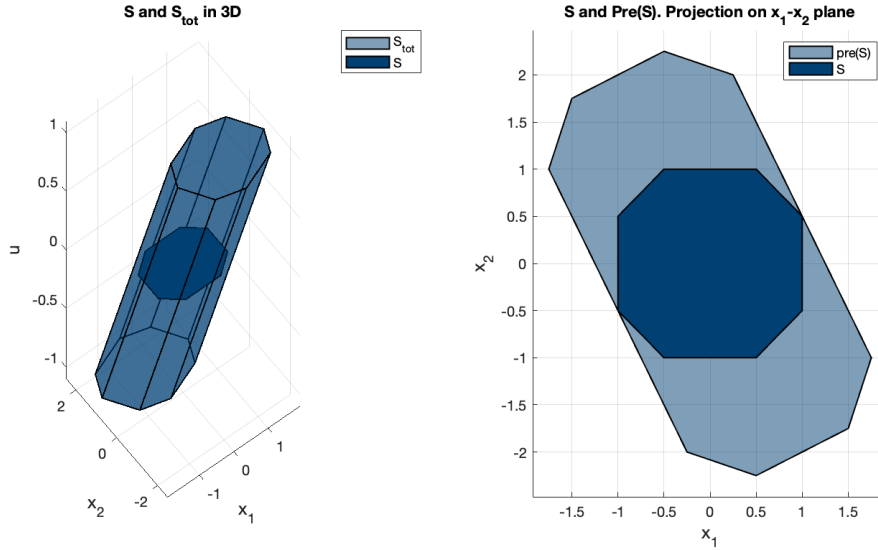 S and S_tot in 3D
S_tot
S
1
0.5
0
-0.5
-1
u
2
0
-2
x_2
-1
0
1
x_1
S and Pre(S). Projection on x_1-x_2 plane
pre(S)
S
2
1.5
1
0.5
0
-0.5
-1
-1.5
-2
x_2
-1.5 -1 -0.5 0 0.5 1 1.5
x_1